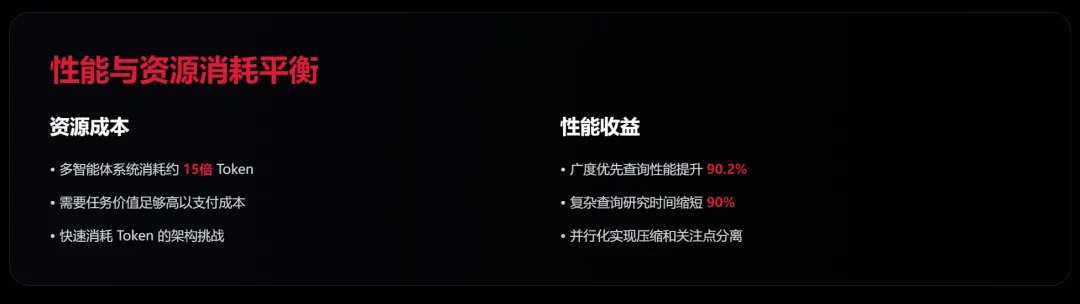 性能与资源消耗平衡
资源成本
• 多智能体系统消耗约 15倍 Token
• 需要任务价值足够高以支付成本
• 快速消耗 Token 的架构挑战
性能收益
• 广度优先查询性能提升 90.2%
• 复杂查询研究时间缩短 90%
• 并行化实现压缩和关注点分离